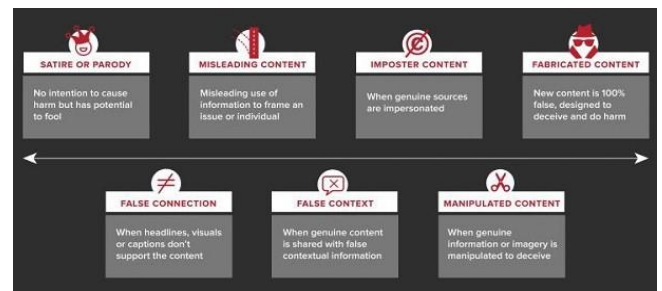 SATIRE OR PARODY
No intention to cause
harm but has potential
to fool
MISLEADING CONTENT
Misleading use of
information to frame an
issue or individual
IMPOSTER CONTENT
When genuine sources
are impersonated
FABRICATED CONTENT
New content is 100%
false, designed to
deceive and do harm
FALSE CONNECTION
When headlines, visuals
or captions don't
support the content
FALSE CONTEXT
When genuine content
is shared with false
contextual information
MANIPULATED CONTENT
When genuine
information or imagery is
manipulated to deceive